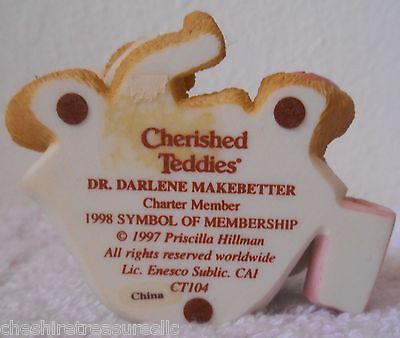 Cherished
Teddies®
DR. DARLENE MAKEBETTER
Charter Member
1998 SYMBOL OF MEMBERSHIP
© 1997 Priscilla Hillman
All rights reserved worldwide
Lic. Enesco Sublic. CAI
CT104
China
cheshiretreasuresllc